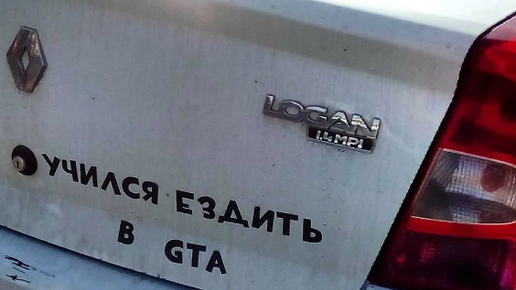 LOGAN
1.4 MPI
УЧИЛСЯ ЕЗДИТЬ
В GTA